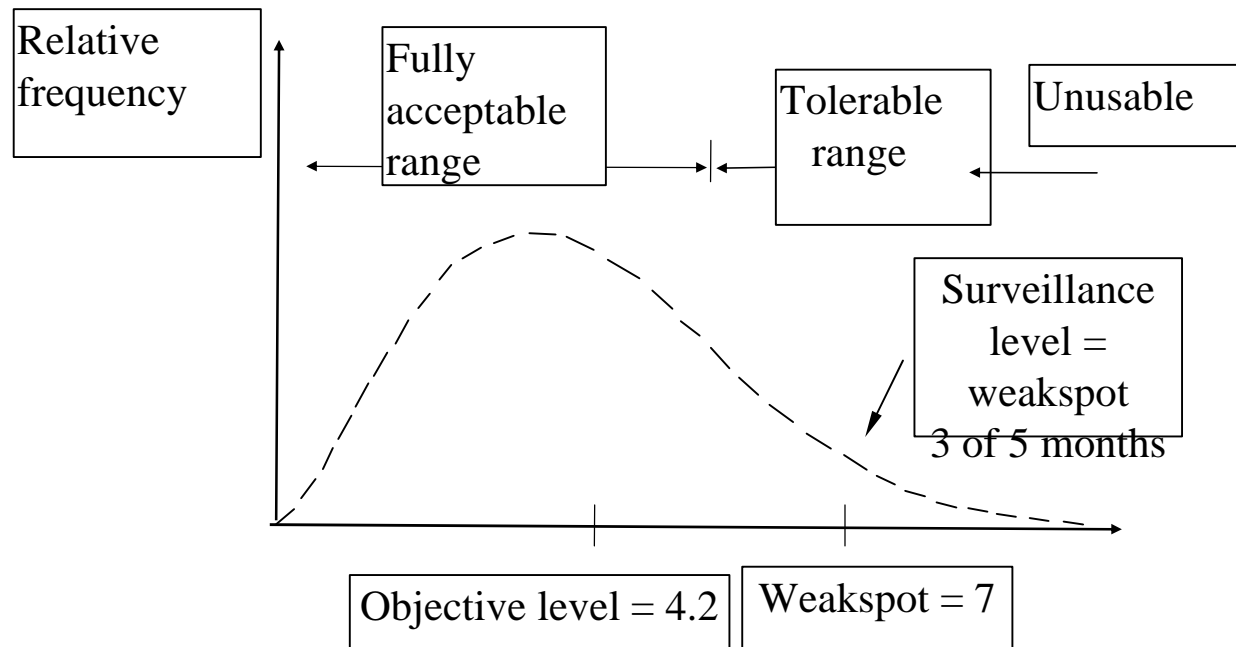 Relative
frequency
Fully
acceptable
range
Tolerable
range
Unusable
Surveillance
level =
weakspot
3 of 5 months
Objective level = 4.2
Weakspot = 7